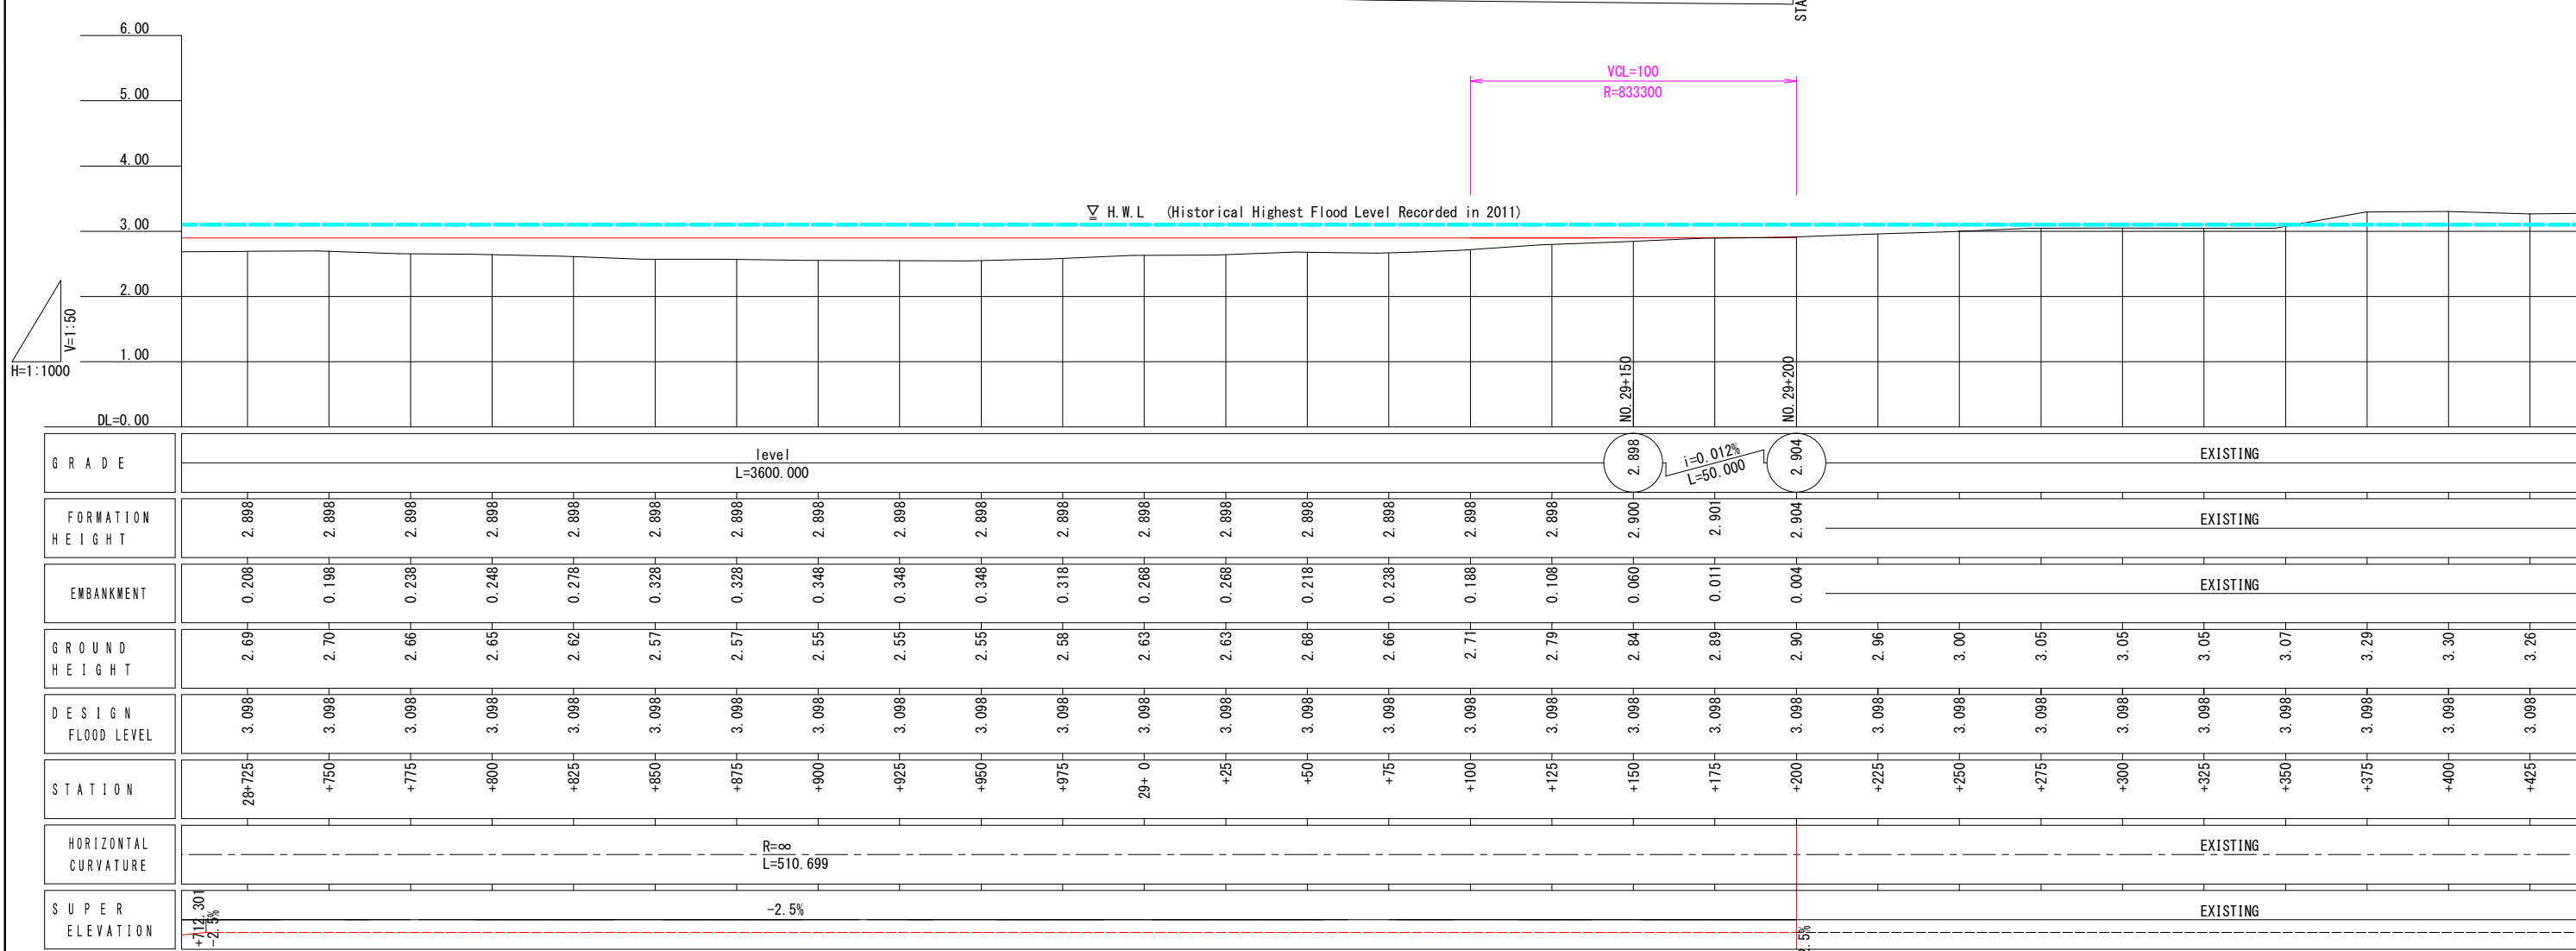 STA
6.00
5.00
4.00
3.00
2.00
1.00
DL=0.00
V=1:50
H=1:1000
VCL=100
R=833300
H.W.L (Historical Highest Flood Level Recorded in 2011)
NO.29+150
NO.29+200
GRADE
level
L=3600.000
2.898
i=0.012%
L=50.000
2.904
EXISTING
FORMATION
HEIGHT
2.898 2.898 2.898 2.898 2.898 2.898 2.898 2.898 2.898 2.898 2.898 2.898 2.898 2.898 2.898 2.898 2.898 2.900 2.901 2.904 EXISTING
EMBANKMENT
0.208 0.198 0.238 0.248 0.278 0.328 0.328 0.348 0.348 0.348 0.318 0.268 0.268 0.218 0.238 0.188 0.108 0.060 0.011 0.004 EXISTING
GROUND
HEIGHT
2.69 2.70 2.66 2.65 2.62 2.57 2.57 2.55 2.55 2.55 2.58 2.63 2.63 2.68 2.66 2.71 2.79 2.84 2.89 2.90 2.96 3.00 3.05 3.05 3.05 3.07 3.29 3.30 3.26
DESIGN
FLOOD LEVEL
3.098 3.098 3.098 3.098 3.098 3.098 3.098 3.098 3.098 3.098 3.098 3.098 3.098 3.098 3.098 3.098 3.098 3.098 3.098 3.098 3.098 3.098 3.098 3.098 3.098 3.098 3.098 3.098 3.098
STATION
28+725 +750 +775 +800 +825 +850 +875 +900 +925 +950 +975 29+ 0 +25 +50 +75 +100 +125 +150 +175 +200 +225 +250 +275 +300 +325 +350 +375 +400 +425
HORIZONTAL
CURVATURE
R=∞
L=510.699
EXISTING
SUPER
ELEVATION
+712.301
-2.5%
-2.5%
.5%
EXISTING